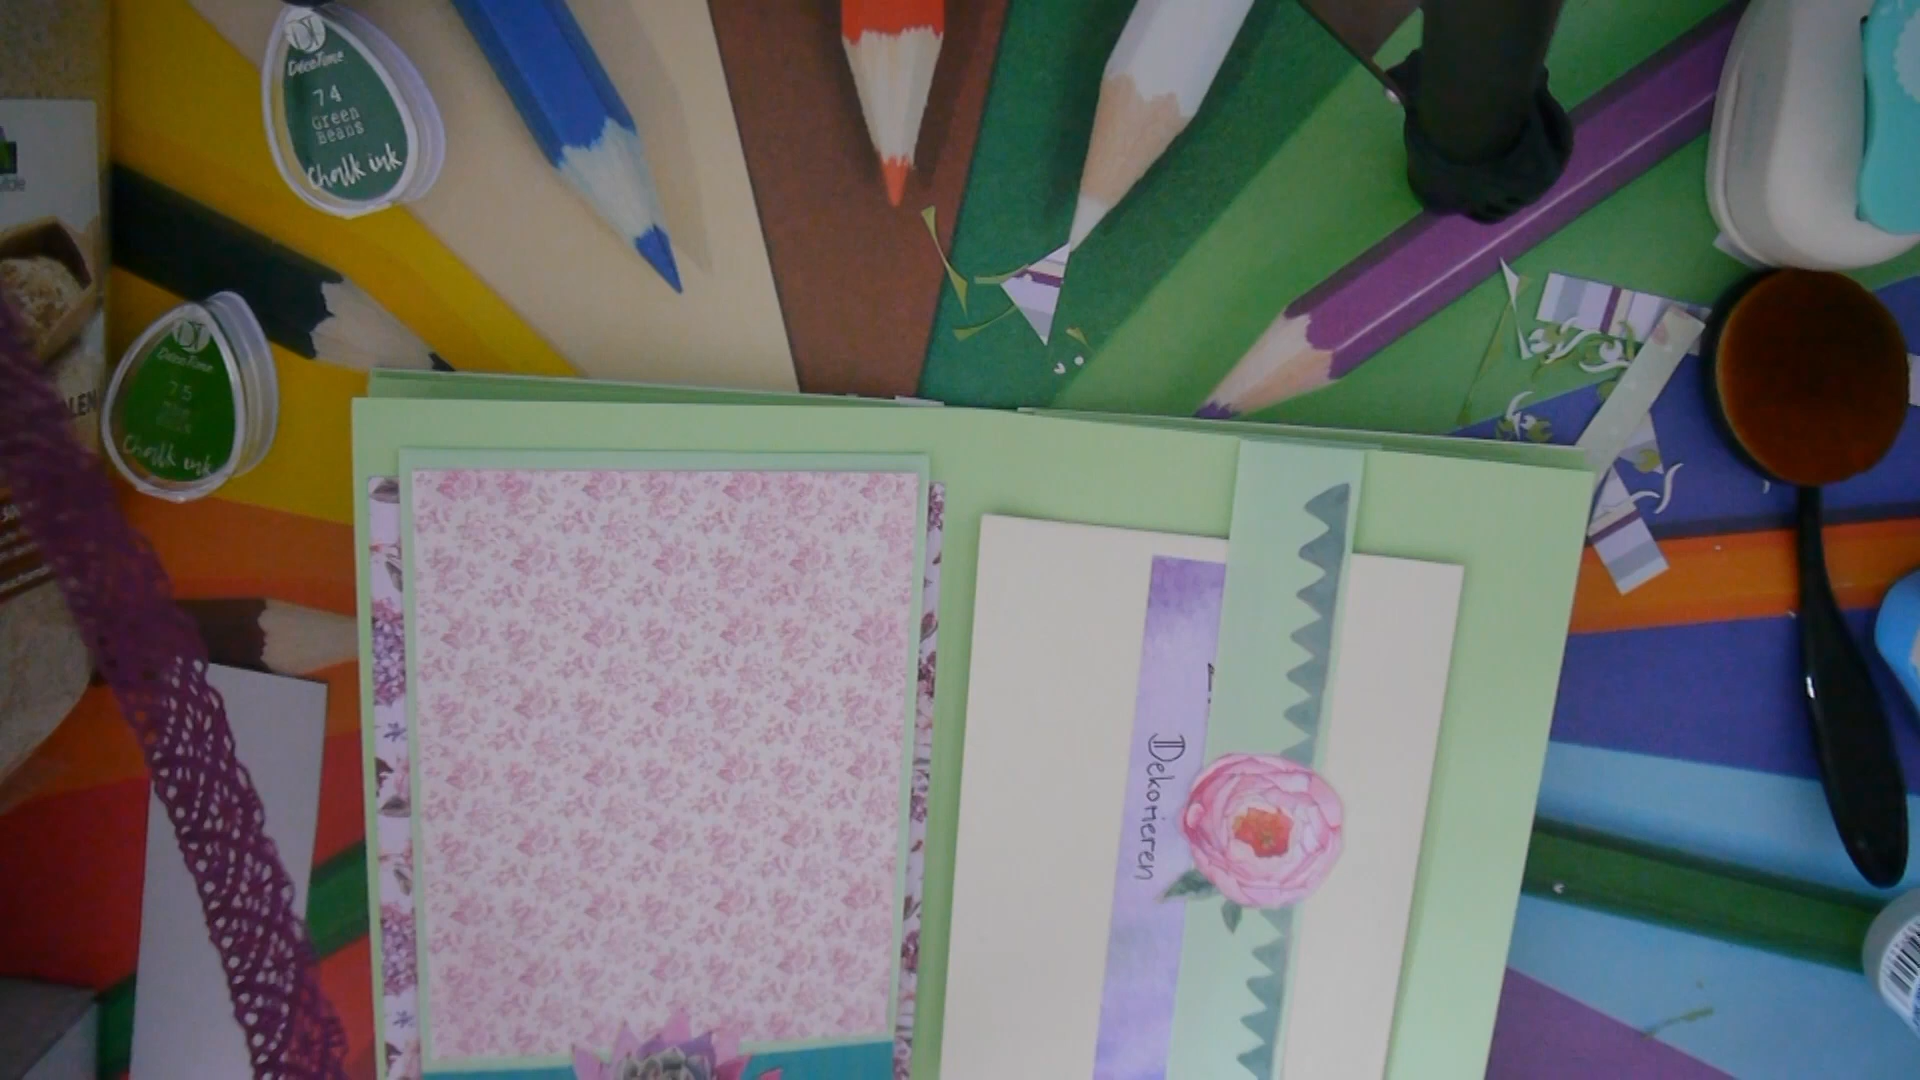 DecoTime
74
Green
Beans
Chalk ink
DecoTime
75
Chalk ink
Dekorieren